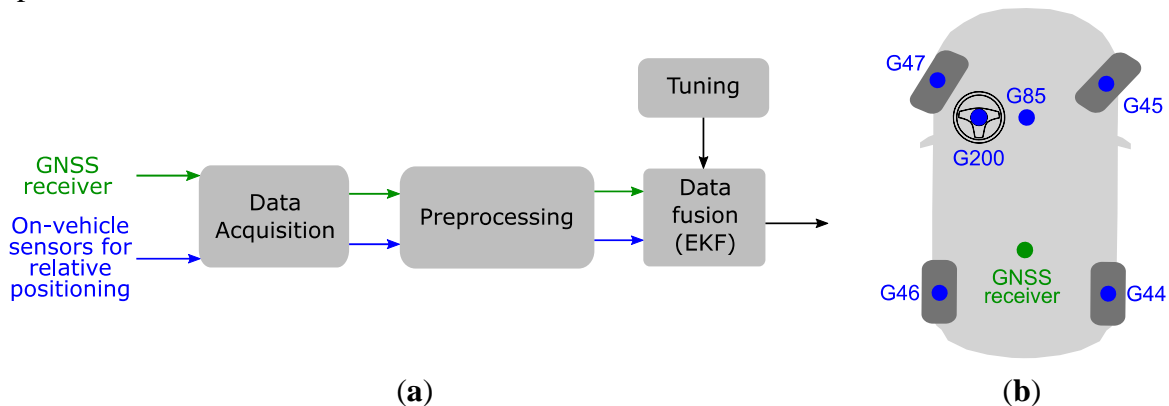 Tuning
GNSS
receiver
On-vehicle
sensors for
relative
positioning
Data
Acquisition
Preprocessing
Data
fusion
(EKF)
(a)
G47
G45
G85
G200
GNSS
receiver
G46
G44
(b)